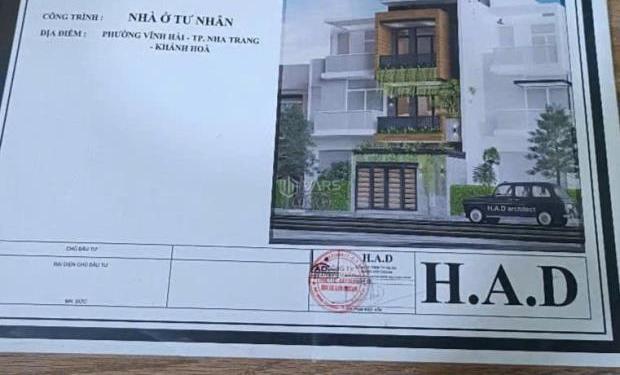 CÔNG TRÌNH : NHÀ Ở TƯ NHÂN
ĐỊA ĐIỂM : PHƯỜNG VĨNH HẢI - TP. NHA TRANG
- KHÁNH HOÀ
H.A.D architect
CHỦ ĐẦU TƯ
ĐẠI DIỆN CHỦ ĐẦU TƯ
H.A.D
H.A.D